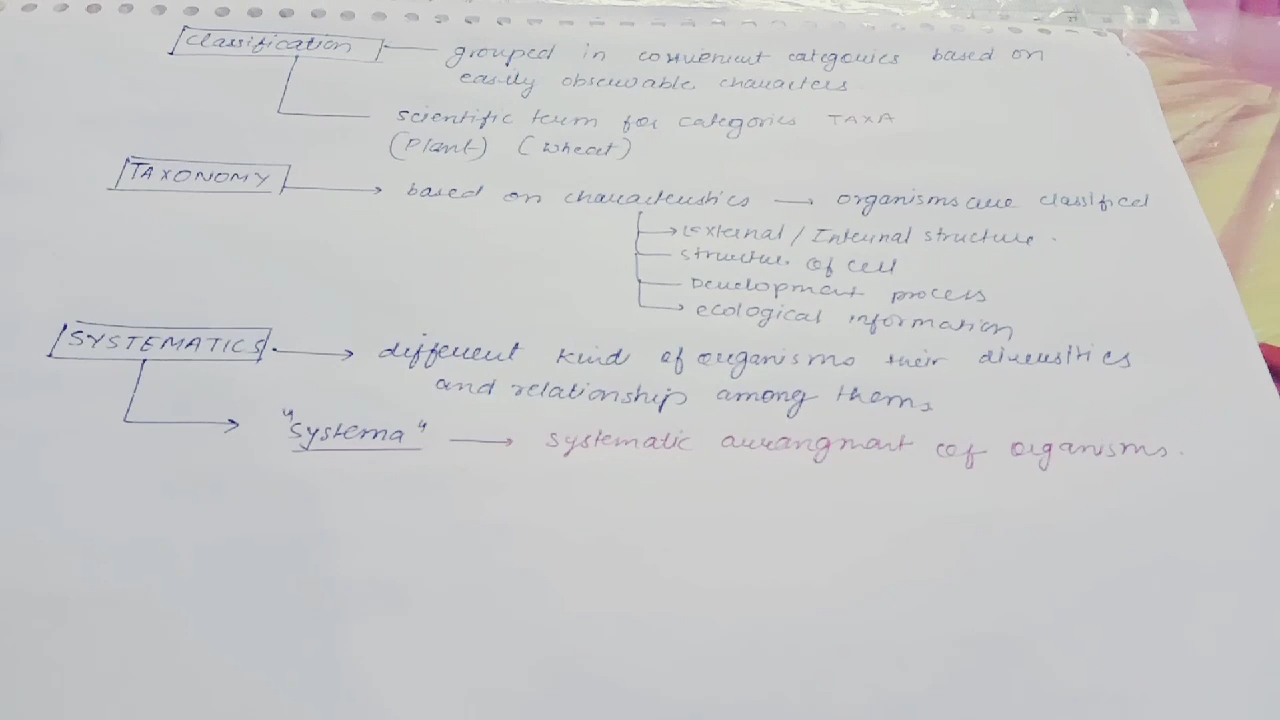 Classification — grouped in convenient categories based on
easily observable characters
scientific term for categories TAXA
(Plant) (Wheat)
TAXONOMY → based on characteristics → organisms are classified
→ external / Internal structure.
structure of cell
Development process
→ ecological information
SYSTEMATICS → different kind of organisms their diversities
and relationship among thems
"Systema" → systematic arrangmant of organisms.